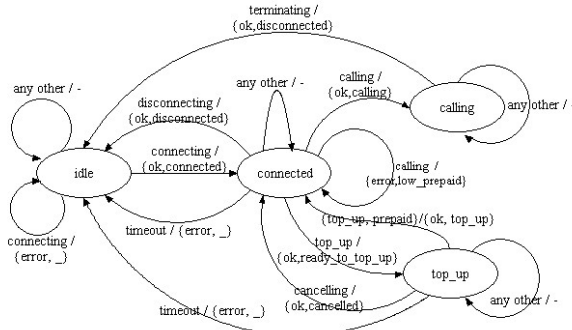 terminating /
{ok,disconnected}
any other / -
calling /
{ok,calling}
any other / -
disconnecting /
{ok,disconnected}
calling
any other / -
connecting /
{ok,connected}
idle
connected
calling /
{error,low_prepaid}
connecting /
{error, _}
timeout / {error, _}
{top_up, prepaid}/{ok, top_up}
top_up /
{ok,ready_to_top_up}
top_up
cancelling /
{ok,cancelled}
any other / -
timeout / {error, _}